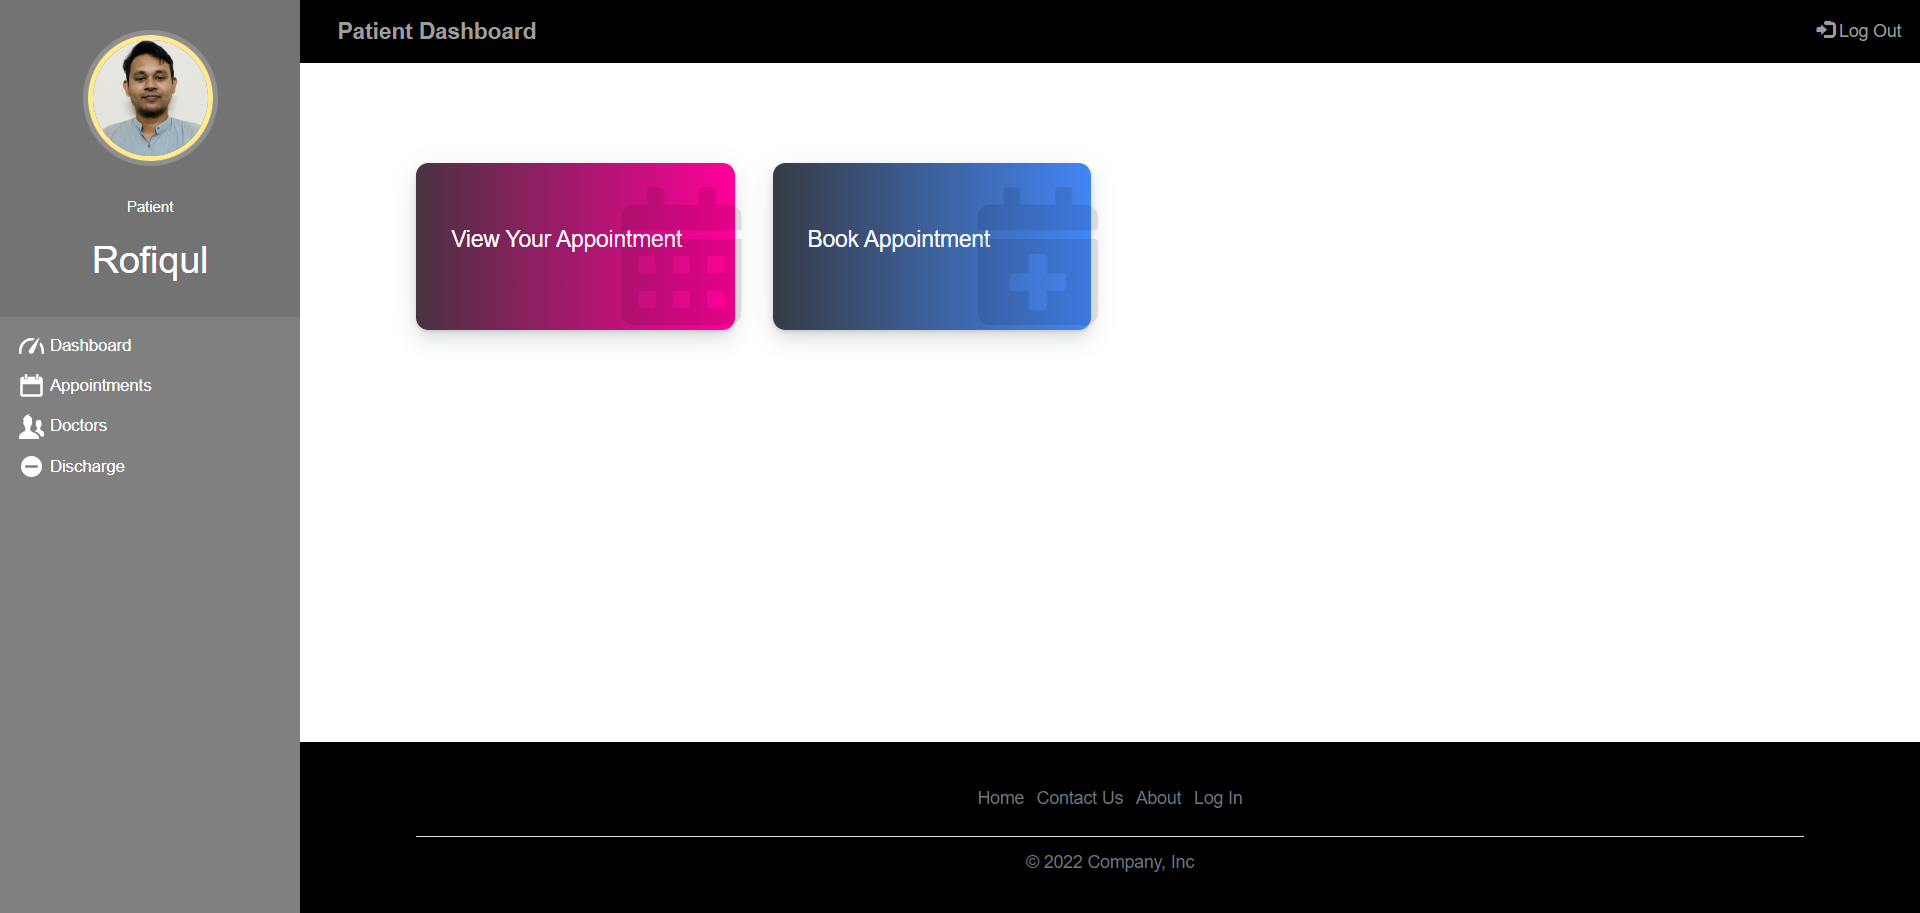 Patient Dashboard
Log Out
Patient
Rofiqul
Dashboard
Appointments
Doctors
Discharge
View Your Appointment
Book Appointment
Home Contact Us About Log In
© 2022 Company, Inc